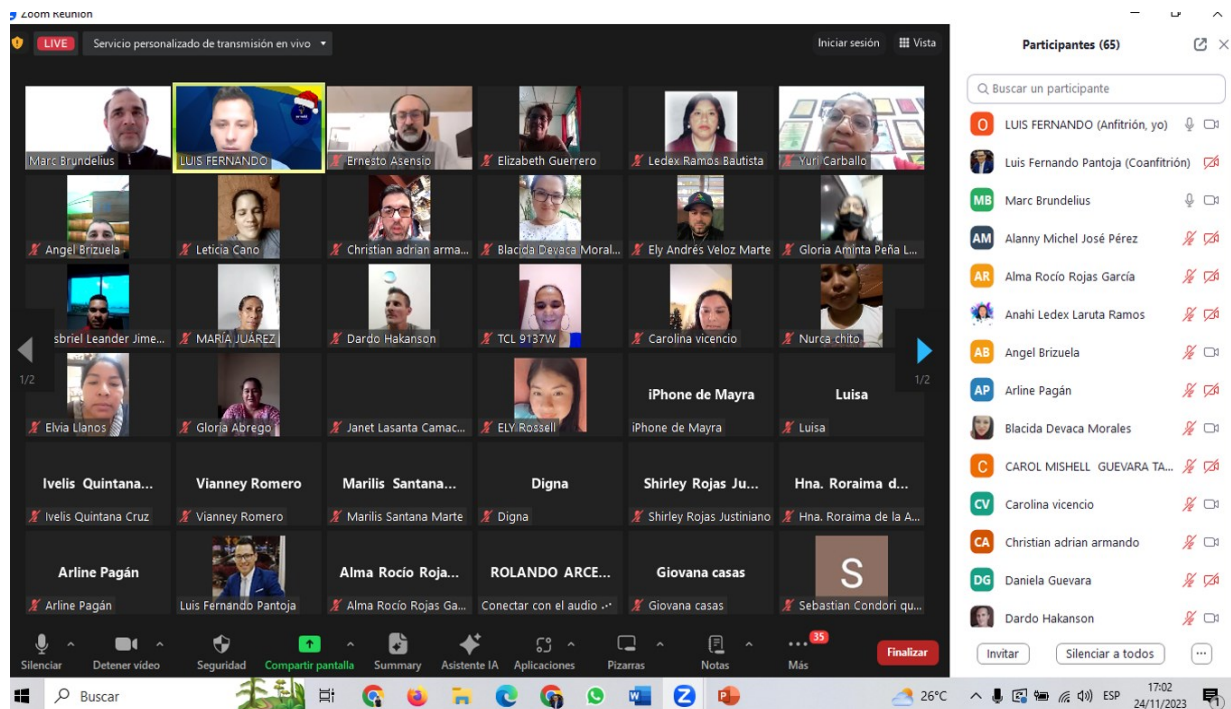 Zoom Reunión
LIVE Servicio personalizado de transmisión en vivo
Iniciar sesión Vista
Marc Brundelius
LUIS FERNANDO
Ernesto Asensio
Elizabeth Guerrero
Ledex Ramos Bautista
Yuri Carballo
Angel Brizuela
Leticia Cano
Christian adrian arma...
Blacida Devaca Moral...
Ely Andrés Veloz Marte
Gloria Aminta Peña L...
Leander Jime...
MARÍA JUAREZ
Dardo Hakanson
TCL 9137W
Carolina vicencio
Nurca chito
1/2
1/2
Elvia Llanos
Gloria Abrego
Janet Lasanta Camac...
ELY Rossell
iPhone de Mayra
iPhone de Mayra
Luisa
Luisa
Ivelis Quintana...
Ivelis Quintana Cruz
Vianney Romero
Vianney Romero
Marilis Santana...
Marilis Santana Marte
Digna
Digna
Shirley Rojas Ju...
Shirley Rojas Justiniano
Hna. Roraima d...
Hna. Roraima de la A...
Arline Pagán
Arline Pagán
Luis Fernando Pantoja
Alma Rocío Roja...
Alma Rocío Rojas Ga...
ROLANDO ARCE...
Conectar con el audio
Giovana casas
Giovana casas
S
Sebastian Condori qu...
Silenciar
Detener video
Seguridad
Compartir pantalla
Summary
Asistente IA
Aplicaciones
Pizarras
Notas
35
Más
Finalizar
Participantes (65)
Buscar un participante
O LUIS FERNANDO (Anfitrión, yo)
Luis Fernando Pantoja (Coanfitrión)
MB Marc Brundelius
AM Alanny Michel José Pérez
AR Alma Rocío Rojas García
Anahi Ledex Laruta Ramos
AB Angel Brizuela
AP Arline Pagán
Blacida Devaca Morales
C CAROL MISHELL GUEVARA TA...
CV Carolina vicencio
CA Christian adrian armando
DG Daniela Guevara
Dardo Hakanson
Invitar Silenciar a todos ...
Buscar
26°C
ESP
17:02
24/11/2023
1